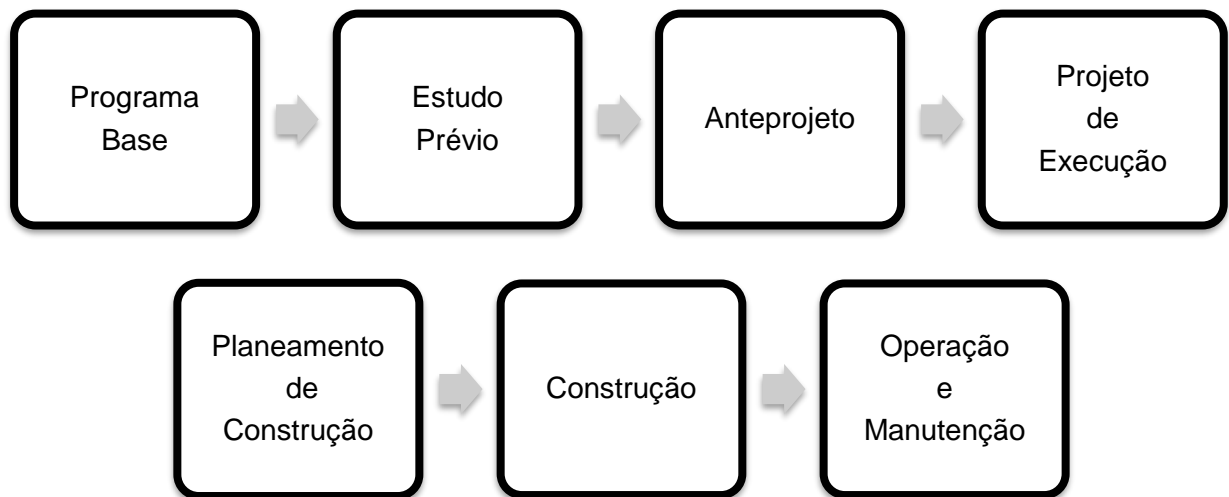 Programa
Base
Estudo
Prévio
Anteprojeto
Projeto
de
Execução
Planeamento
de
Construção
Construção
Operação
e
Manutenção